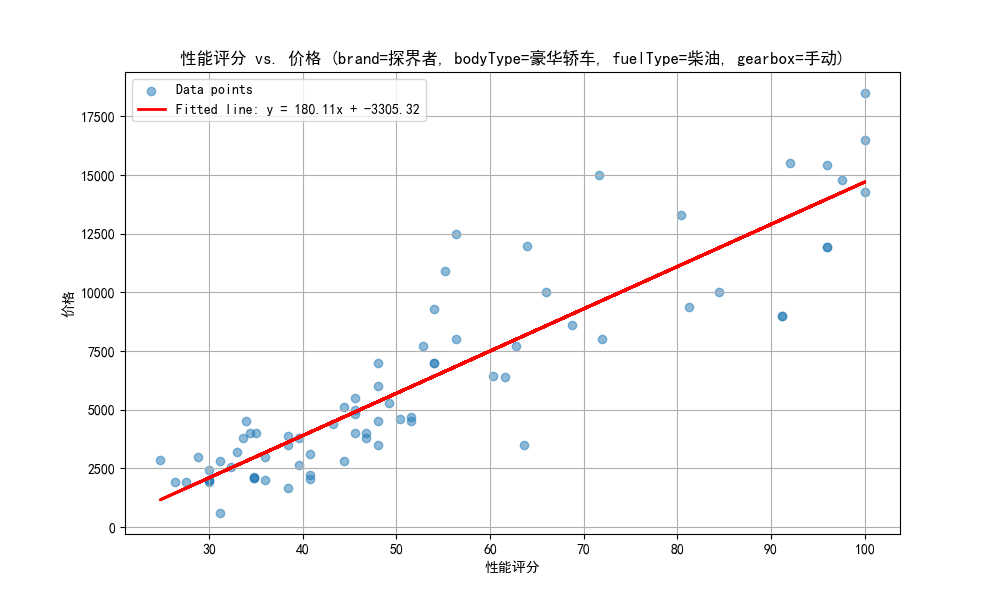 性能评分 vs. 价格 (brand=探界者, bodyType=豪华轿车, fuelType=柴油, gearbox=手动)
Data points
Fitted line: y = 180.11x + -3305.32
价格
17500
15000
12500
10000
7500
5000
2500
0
30 40 50 60 70 80 90 100
性能评分